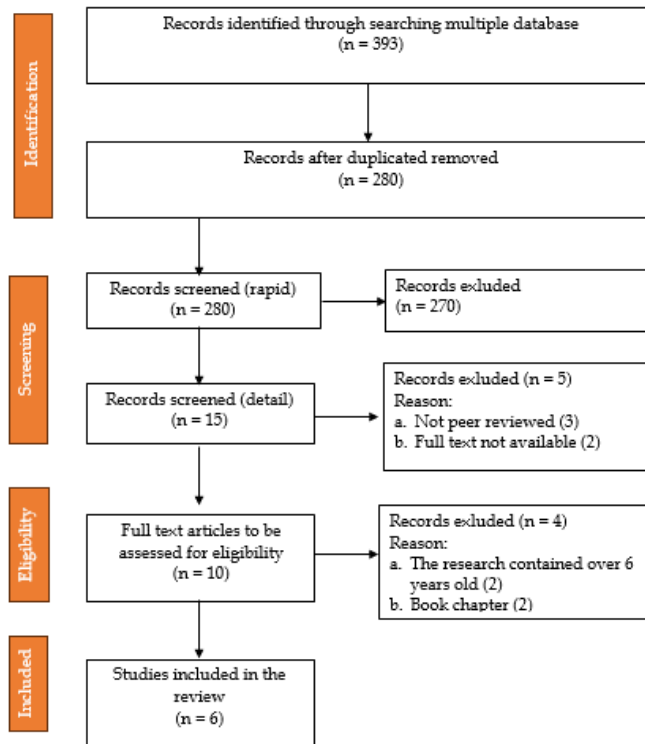 Identification
Records identified through searching multiple database
(n = 393)
Records after duplicated removed
(n = 280)
Screening
Records screened (rapid)
(n = 280)
Records exluded
(n = 270)
Records screened (detail)
(n = 15)
Records exluded (n = 5)
Reason:
a. Not peer reviewed (3)
b. Full text not available (2)
Eligibility
Full text articles to be
assessed for eligibility
(n = 10)
Records exluded (n = 4)
Reason:
a. The research contained over 6
years old (2)
b. Book chapter (2)
Included
Studies included in the
review
(n = 6)